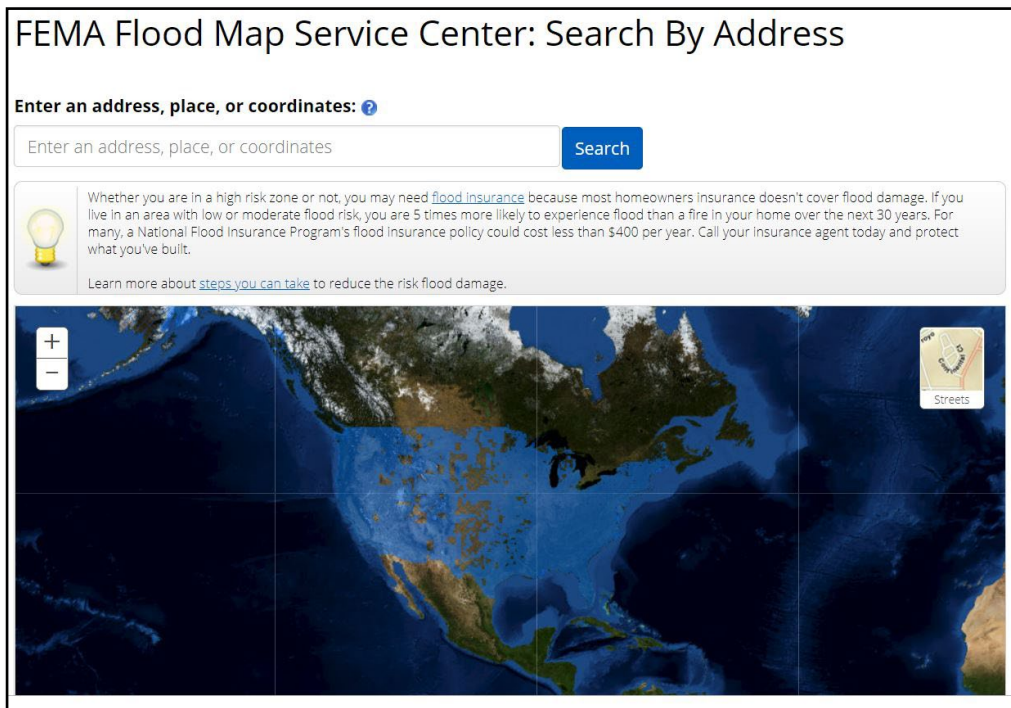 FEMA Flood Map Service Center: Search By Address
Enter an address, place, or coordinates: ?
Enter an address, place, or coordinates
Search
Whether you are in a high risk zone or not, you may need flood insurance because most homeowners insurance doesn't cover flood damage. If you
live in an area with low or moderate flood risk, you are 5 times more likely to experience flood than a fire in your home over the next 30 years. For
many, a National Flood Insurance Program's flood insurance policy could cost less than $400 per year. Call your insurance agent today and protect
what you've built.
Learn more about steps you can take to reduce the risk flood damage.
+
−
Streets